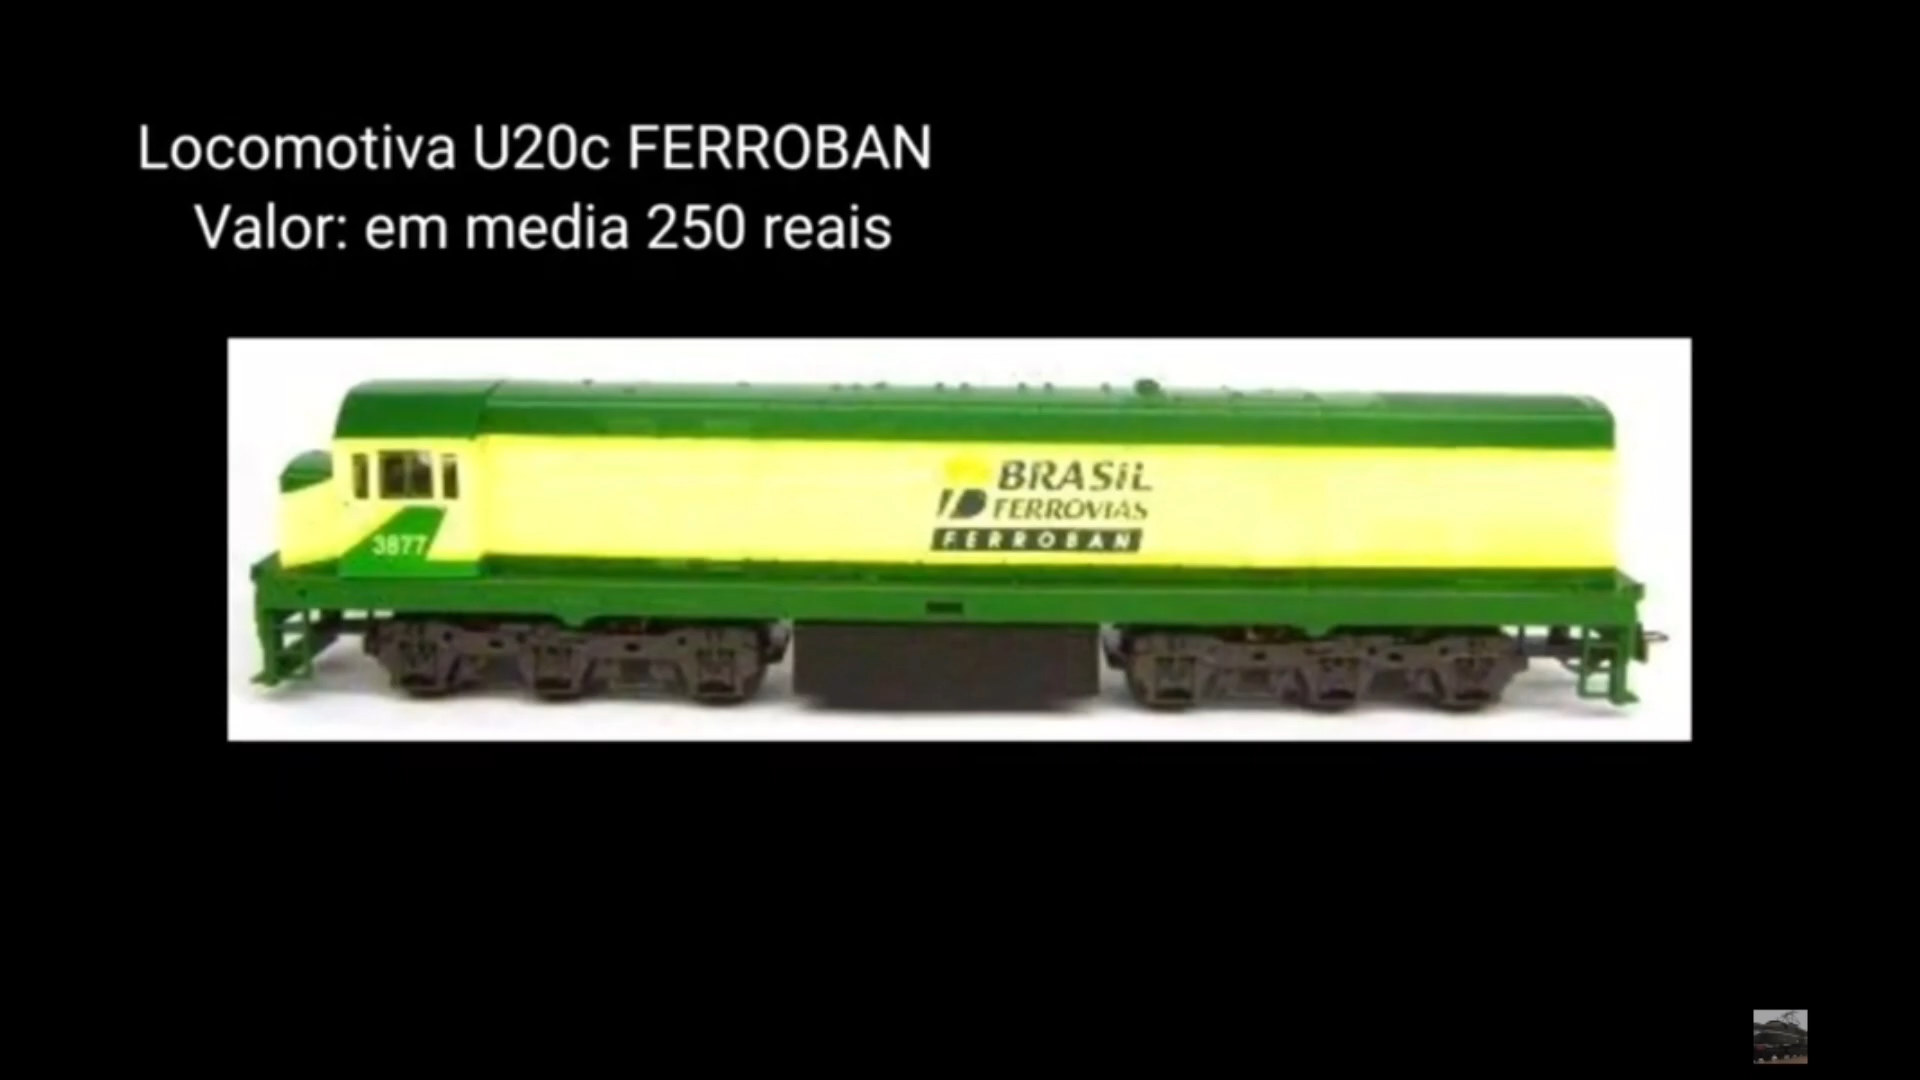 Locomotiva U20c FERROBAN
Valor: em media 250 reais
BRASiL
FERROVIAS
FERROBAN
3877